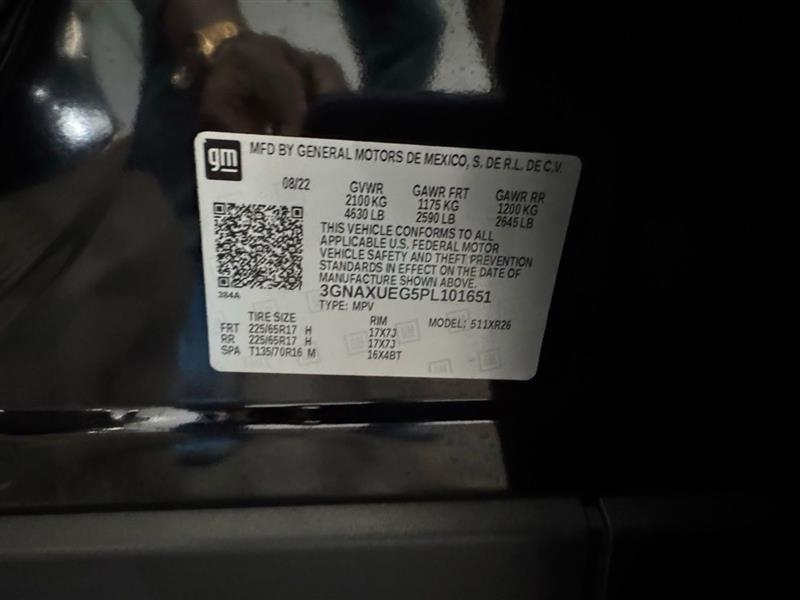 gm MFD BY GENERAL MOTORS DE MEXICO, S. DE R.L. DE C.V.
08/22 GVWR GAWR FRT GAWR RR
2100 KG 1175 KG 1200 KG
4630 LB 2590 LB 2645 LB
THIS VEHICLE CONFORMS TO ALL
APPLICABLE U.S. FEDERAL MOTOR
VEHICLE SAFETY AND THEFT PREVENTION
STANDARDS IN EFFECT ON THE DATE OF
MANUFACTURE SHOWN ABOVE.
384A
3GNAXUEG5PL101651
TYPE: MPV
TIRE SIZE RIM MODEL: 511XR26
FRT 225/65R17 H 17X7J
RR 225/65R17 H 17X7J
SPA T135/70R16 M 16X4BT